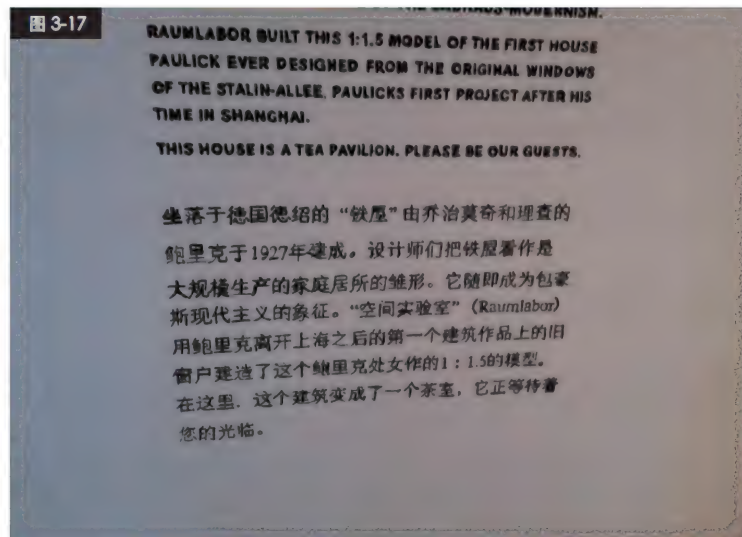 图 3-17
RAUMLABOR BUILT THIS 1:1.5 MODEL OF THE FIRST HOUSE
PAULICK EVER DESIGNED FROM THE ORIGINAL WINDOWS
OF THE STALIN-ALLEE, PAULICKS FIRST PROJECT AFTER HIS
TIME IN SHANGHAI.
THIS HOUSE IS A TEA PAVILION. PLEASE BE OUR GUESTS.
坐落于德国德绍的“铁屋”由乔治莫奇和理查的
鲍里克于1927年建成。设计师们把铁屋看作是
大规模生产的家庭居所的雏形。它随即成为包豪
斯现代主义的象征。“空间实验室”(Raumlabor)
用鲍里克离开上海之后的第一个建筑作品上的旧
窗户建造了这个鲍里克处女作的1:1.5的模型。
在这里. 这个建筑变成了一个茶室,它正等待着
您的光临。